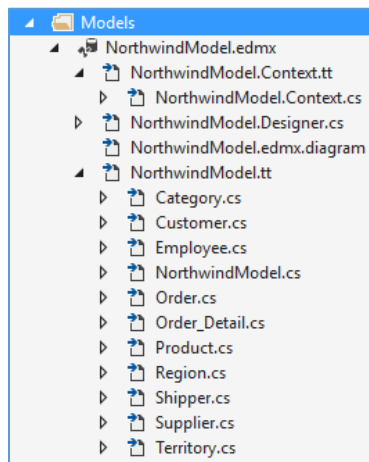 Models
NorthwindModel.edmx
NorthwindModel.Context.tt
NorthwindModel.Context.cs
NorthwindModel.Designer.cs
NorthwindModel.edmx.diagram
NorthwindModel.tt
Category.cs
Customer.cs
Employee.cs
NorthwindModel.cs
Order.cs
Order_Detail.cs
Product.cs
Region.cs
Shipper.cs
Supplier.cs
Territory.cs